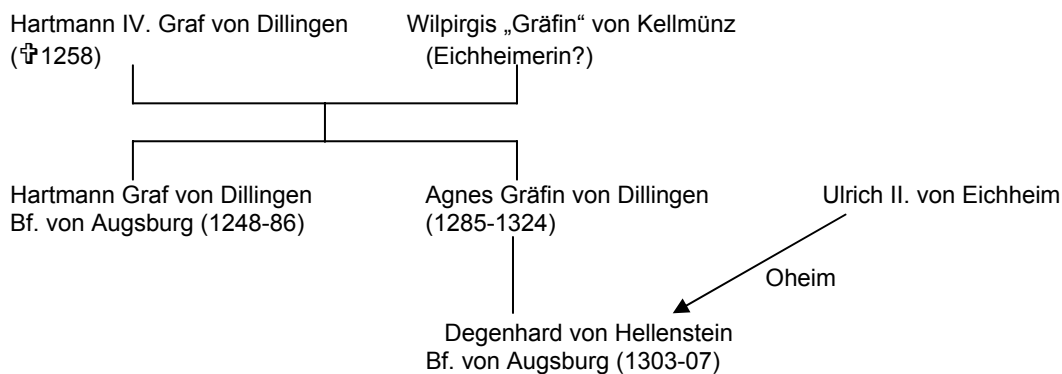 Hartmann IV. Graf von Dillingen
(✞1258)
Wilpirgis „Gräfin“ von Kellmünz
(Eichheimerin?)
Hartmann Graf von Dillingen
Bf. von Augsburg (1248-86)
Agnes Gräfin von Dillingen
(1285-1324)
Ulrich II. von Eichheim
Oheim
Degenhard von Hellenstein
Bf. von Augsburg (1303-07)